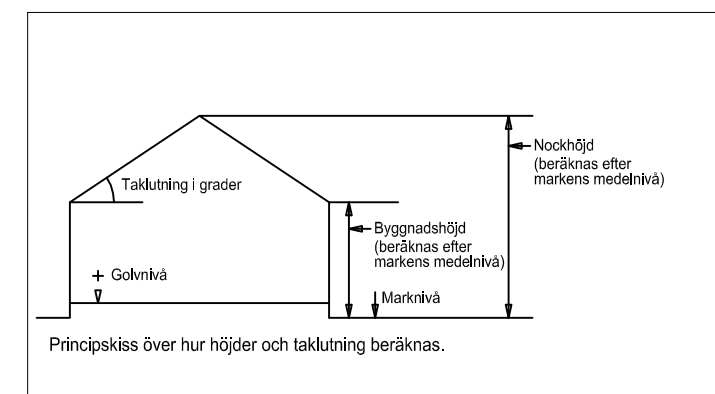 Nockhöjd
(beräknas efter
markens medelnivå)
Taklutning i grader
Byggnadshöjd
(beräknas efter
markens medelnivå)
+ Golvnivå
Marknivå
Principskiss över hur höjder och taklutning beräknas.